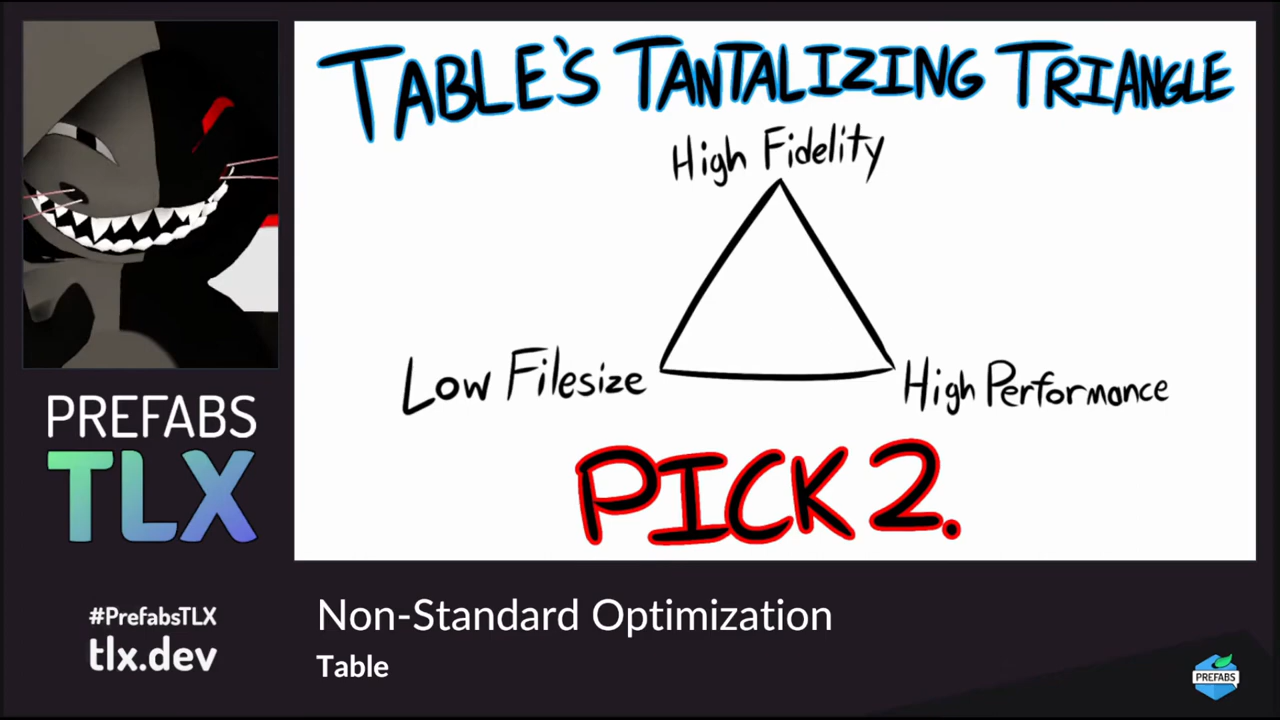 TABLE'S TANTALIZING TRIANGLE
High Fidelity
Low Filesize
High Performance
PICK 2.
PREFABS
TLX
#PrefabsTLX
tlx.dev
Non-Standard Optimization
Table
PREFABS